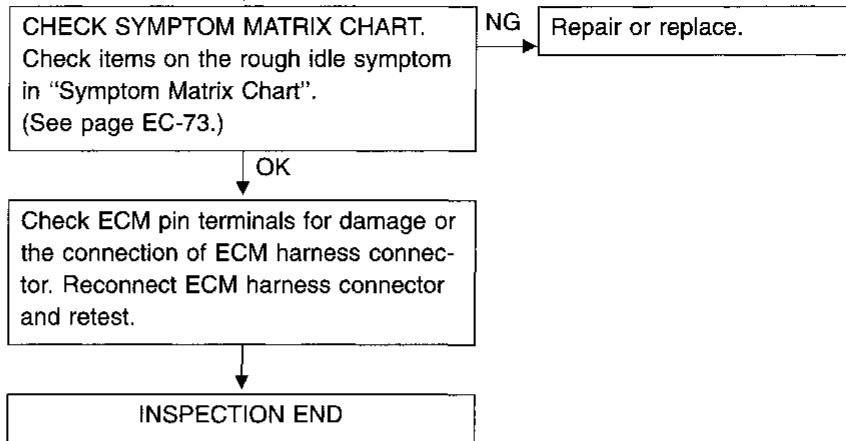 CHECK SYMPTOM MATRIX CHART.
Check items on the rough idle symptom
in “Symptom Matrix Chart”.
(See page EC-73.)
NG
Repair or replace.
OK
Check ECM pin terminals for damage or
the connection of ECM harness connec-
tor. Reconnect ECM harness connector
and retest.
INSPECTION END